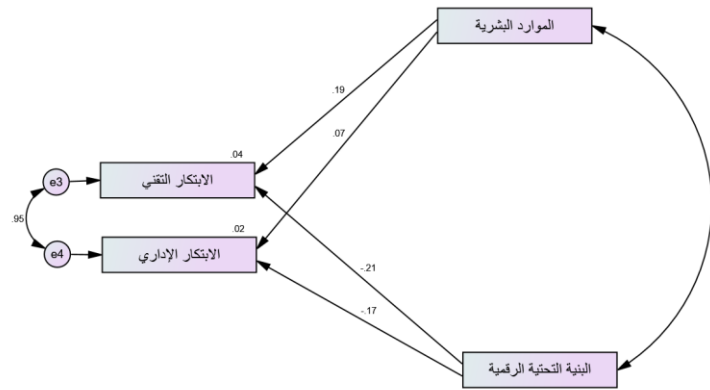 الموارد البشرية
.19
.07
.04
الابتكار التقني
e3
.95
.02
الابتكار الإداري
e4
-.21
-.17
البنية التحتية الرقمية